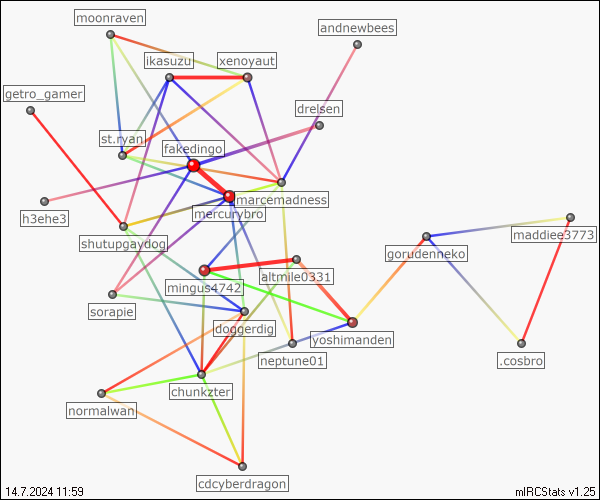 moonraven
andnewbees
ikasuzu
xenoyaut
getro_gamer
dreisen
st.ryan
fakedingo
marcemadness
h3ehe3
mercurybro
shutupgaydog
maddiee3773
gorudenneko
altmile0331
mingus4742
sorapie
doggerdig
yoshimanden
neptune01
.cosbro
chunkzter
normalwan
cdcyberdragon
14.7.2024 11:59
mIRCStats v1.25